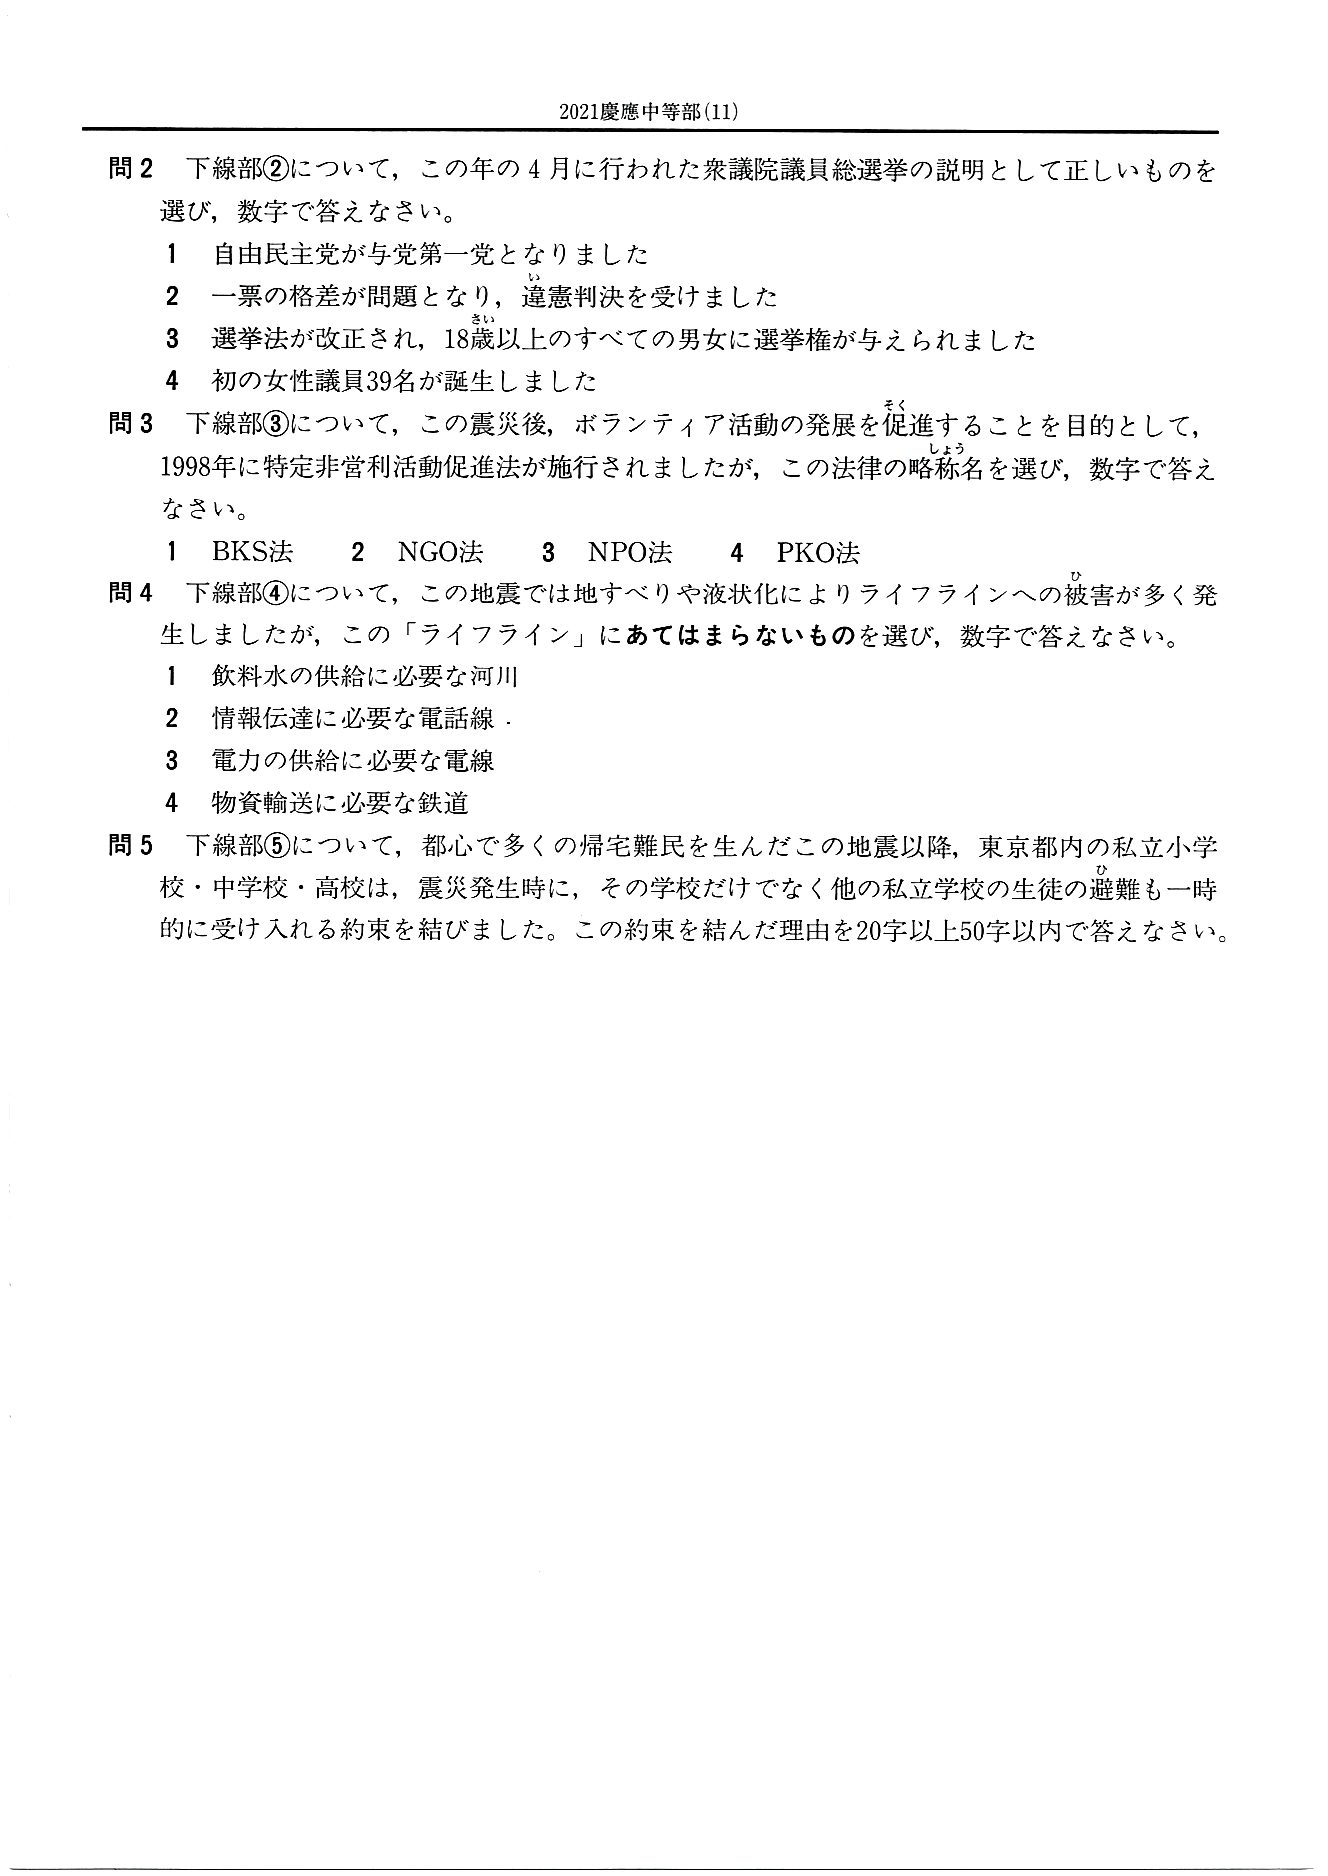 2021慶應中等部(11)
問2 下線部②について，この年の4月に行われた衆議院議員総選挙の説明として正しいものを
選び，数字で答えなさい。
1 自由民主党が与党第一党となりました
2 一票の格差が問題となり，違憲判決を受けました
3 選挙法が改正され，18歳以上のすべての男女に選挙権が与えられました
4 初の女性議員39名が誕生しました
問3 下線部③について，この震災後，ボランティア活動の発展を促進することを目的として，
1998年に特定非営利活動促進法が施行されましたが，この法律の略称名を選び，数字で答え
なさい。
1 BKS法 2 NGO法 3 NPO法 4 PKO法
問4 下線部④について，この地震では地すべりや液状化によりライフラインへの被害が多く発
生しましたが，この「ライフライン」にあてはまらないものを選び，数字で答えなさい。
1 飲料水の供給に必要な河川
2 情報伝達に必要な電話線
3 電力の供給に必要な電線
4 物資輸送に必要な鉄道
問5 下線部⑤について，都心で多くの帰宅難民を生んだこの地震以降，東京都内の私立小学
校・中学校・高校は，震災発生時に，その学校だけでなく他の私立学校の生徒の避難も一時
的に受け入れる約束を結びました。この約束を結んだ理由を20字以上50字以内で答えなさい。